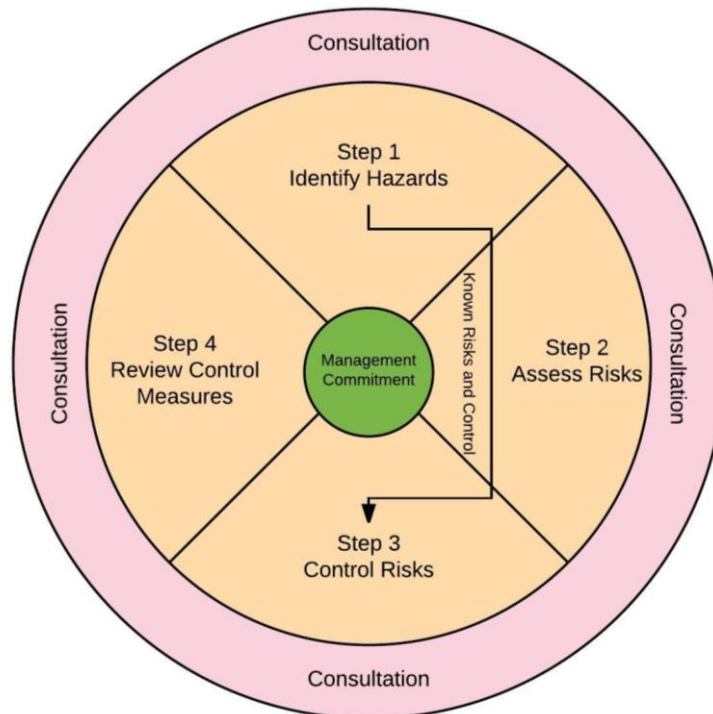 Consultation
Step 1
Identify Hazards
Known Risks and Control
Consultation
Step 4
Review Control
Measures
Management
Commitment
Step 2
Assess Risks
Consultation
Step 3
Control Risks
Consultation